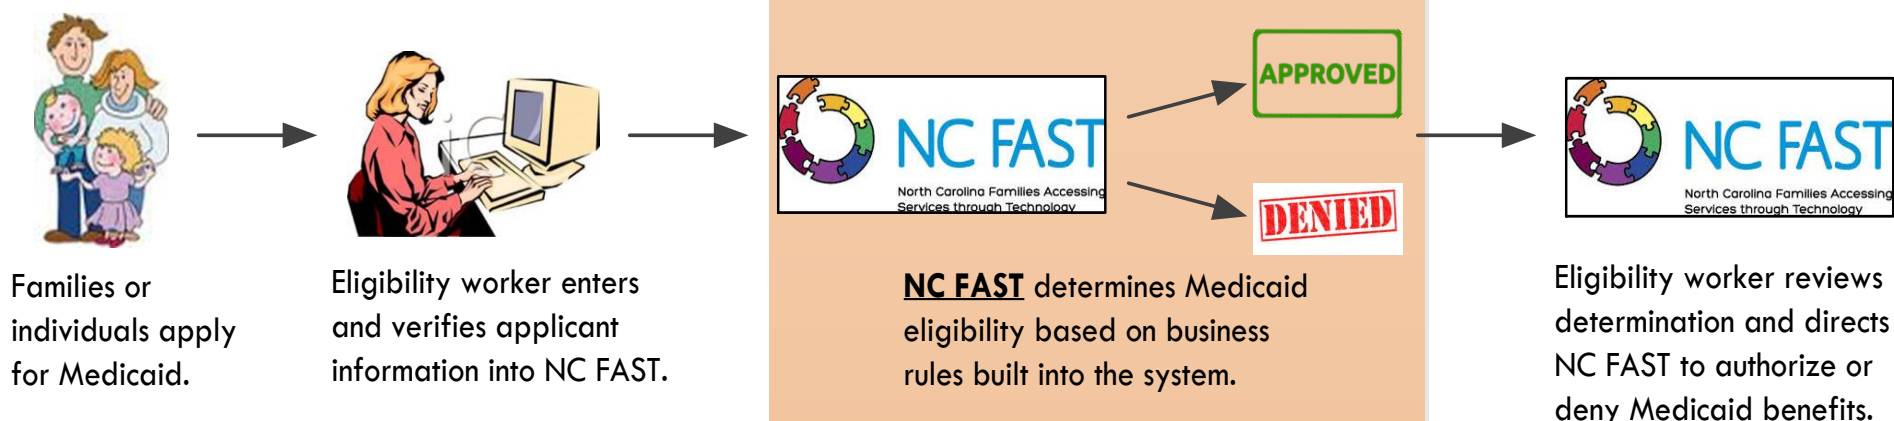 Families or
individuals apply
for Medicaid.
Eligibility worker enters
and verifies applicant
information into NC FAST.
NC FAST
North Carolina Families Accessing
Services through Technology
APPROVED
DENIED
NC FAST determines Medicaid
eligibility based on business
rules built into the system.
NC FAST
North Carolina Families Accessing
Services through Technology
Eligibility worker reviews
determination and directs
NC FAST to authorize or
deny Medicaid benefits.